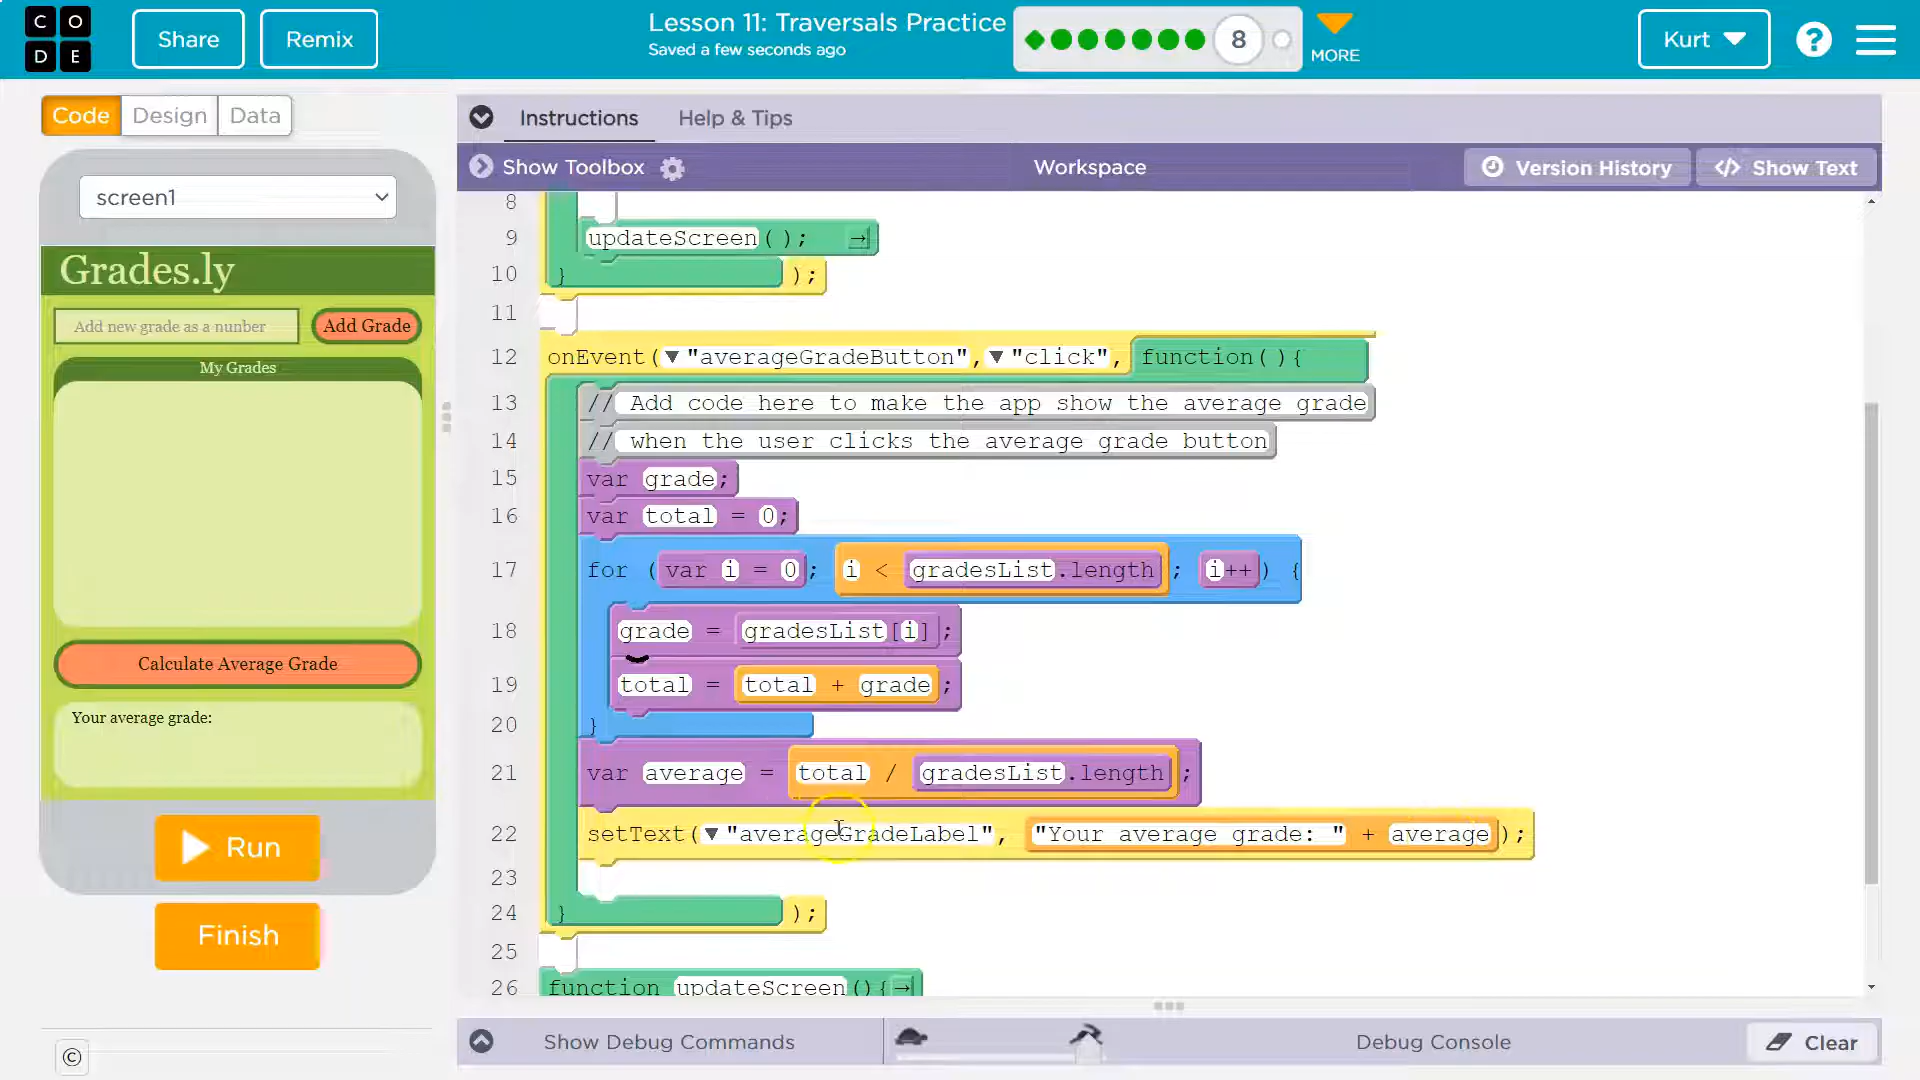 CODE
Share
Remix
Lesson 11: Traversals Practice
Saved a few seconds ago
8
MORE
Kurt
?
Code
Design
Data
screen1
Grades.ly
Add new grade as a nunber
Add Grade
My Grades
Calculate Average Grade
Your average grade:
Run
Finish
©
Instructions
Help & Tips
Show Toolbox
Workspace
Version History
</> Show Text
8
9 updateScreen();
10 } );
11
12 onEvent( "averageGradeButton", "click", function(){
13 // Add code here to make the app show the average grade
14 // when the user clicks the average grade button
15 var grade;
16 var total = 0;
17 for (var i = 0; i < gradesList.length; i++) {
18 grade = gradesList[i];
19 total = total + grade;
20 }
21 var average = total / gradesList.length;
22 setText( "averageGradeLabel", "Your average grade: " + average);
23
24 } );
25
26 function updateScreen(){
Show Debug Commands
Debug Console
Clear